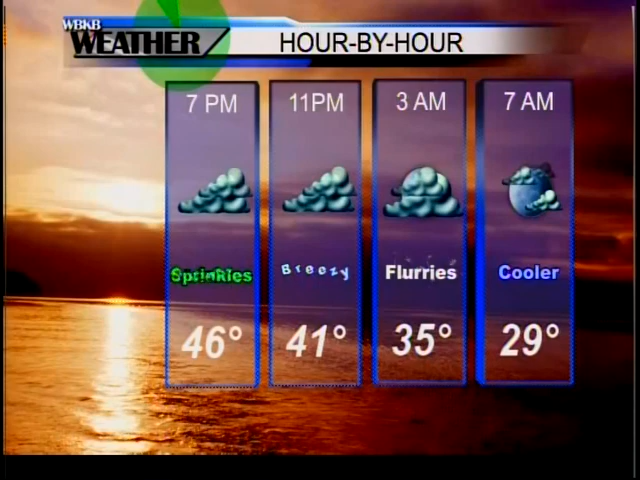 WBKB
WEATHER
HOUR-BY-HOUR
7 PM 11PM 3 AM 7 AM
Sprinkles Breezy Flurries Cooler
46° 41° 35° 29°